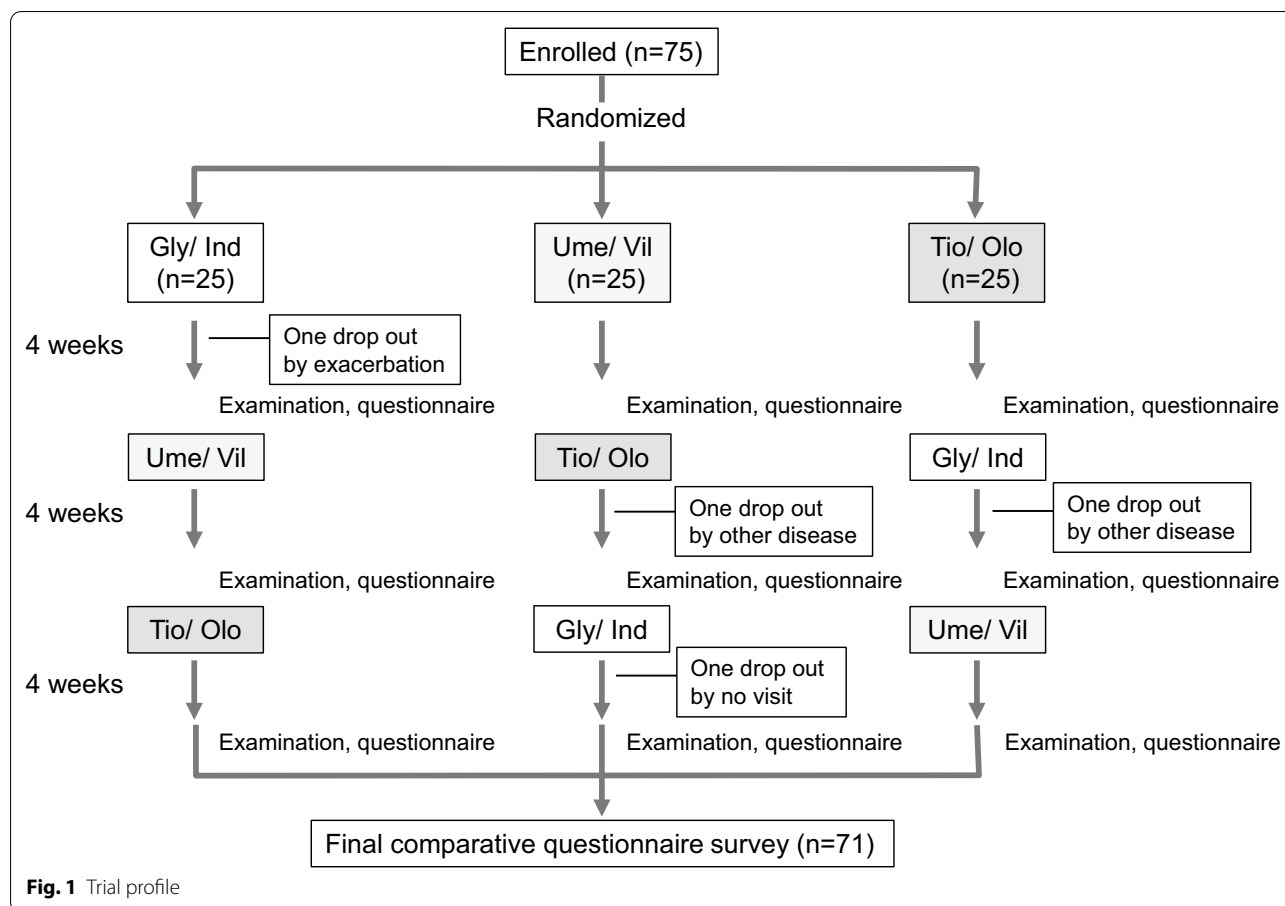 Enrolled (n=75)
Randomized
Gly/ Ind
(n=25)
Ume/ Vil
(n=25)
Tio/ Olo
(n=25)
4 weeks
One drop out
by exacerbation
Examination, questionnaire
Examination, questionnaire
Examination, questionnaire
Ume/ Vil
Tio/ Olo
Gly/ Ind
4 weeks
One drop out
by other disease
One drop out
by other disease
Examination, questionnaire
Examination, questionnaire
Examination, questionnaire
Tio/ Olo
Gly/ Ind
Ume/ Vil
4 weeks
One drop out
by no visit
Examination, questionnaire
Examination, questionnaire
Examination, questionnaire
Final comparative questionnaire survey (n=71)
Fig. 1 Trial profile